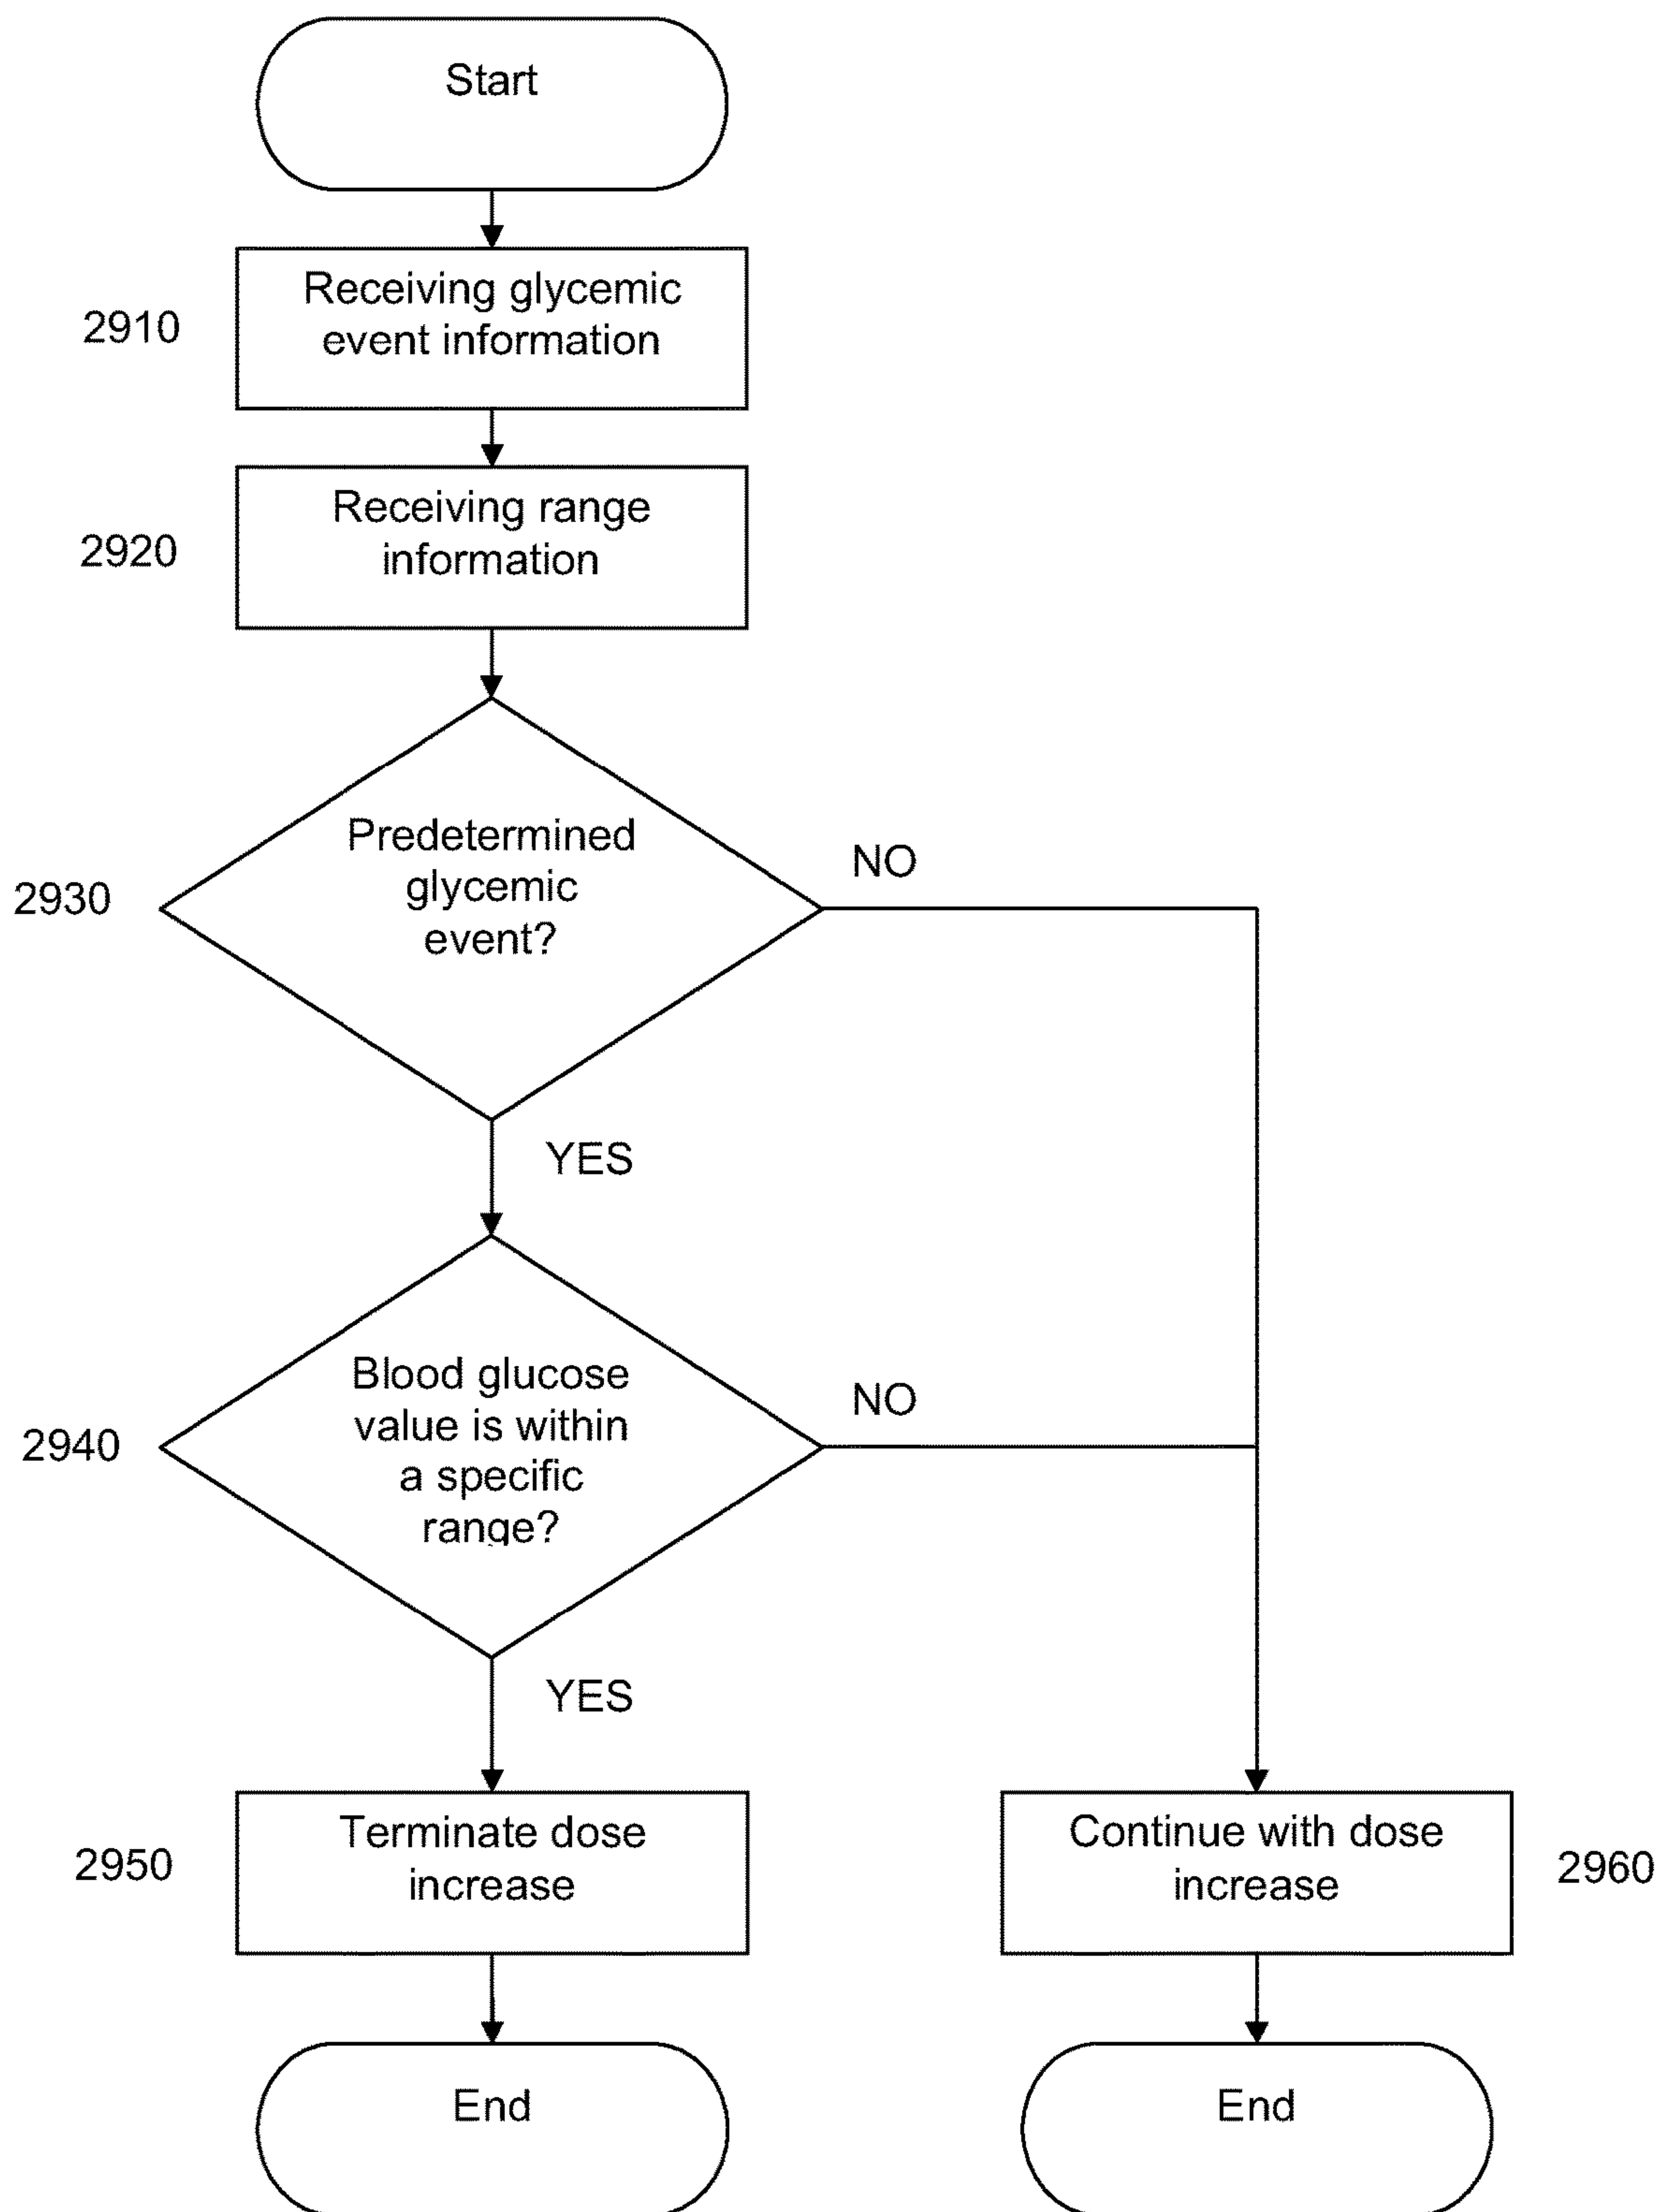 Start
2910
Receiving glycemic
event information
2920
Receiving range
information
2930
Predetermined
glycemic
event?
NO
YES
2940
Blood glucose
value is within
a specific
range?
NO
YES
2950
Terminate dose
increase
Continue with dose
increase
2960
End
End